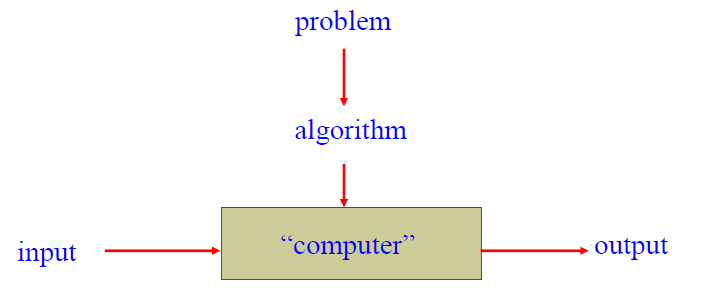 problem
algorithm
input
“computer”
output